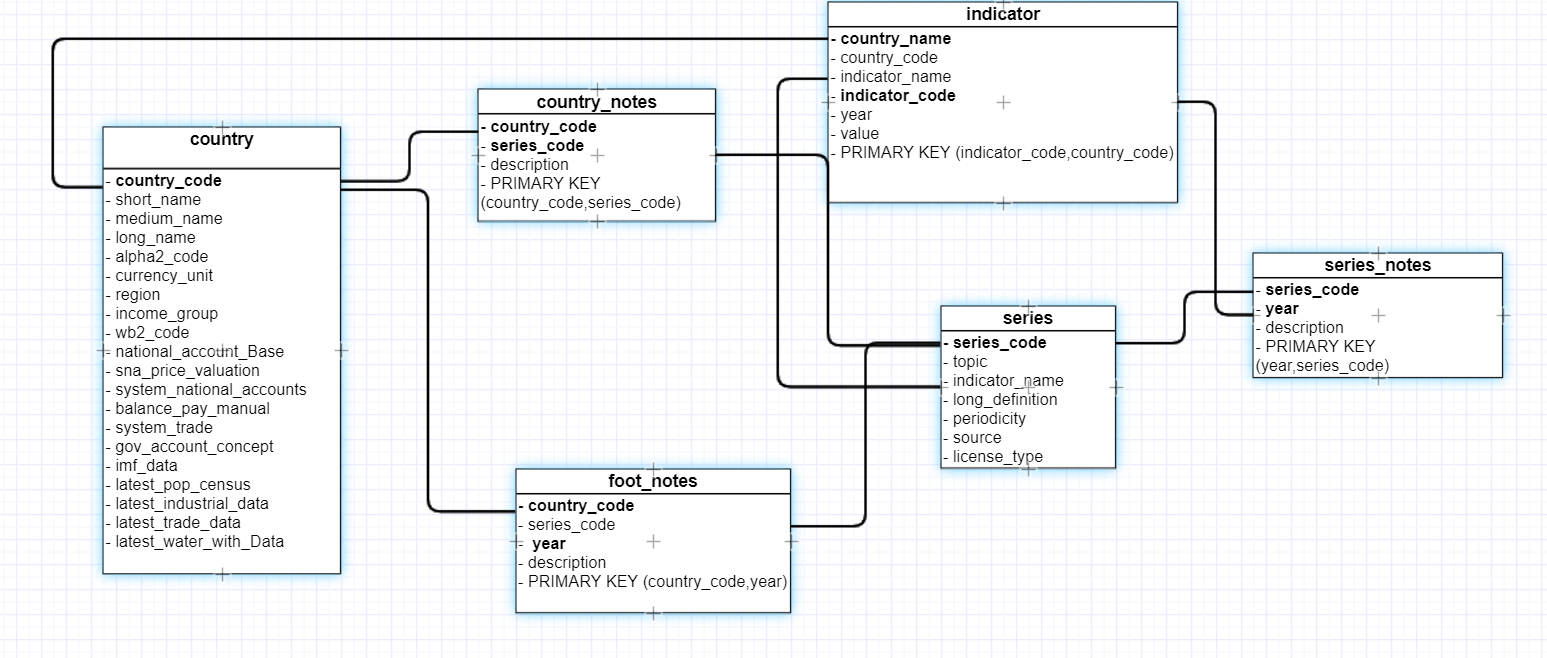 indicator
- country_name
- country_code
- indicator_name
- indicator_code
- year
- value
- PRIMARY KEY (indicator_code,country_code)
country_notes
- country_code
- series_code
- description
- PRIMARY KEY
(country_code,series_code)
country
- country_code
- short_name
- medium_name
- long_name
- alpha2_code
- currency_unit
- region
- income_group
- wb2_code
- national_account_Base
- sna_price_valuation
- system_national_accounts
- balance_pay_manual
- system_trade
- gov_account_concept
- imf_data
- latest_pop_census
- latest_industrial_data
- latest_trade_data
- latest_water_with_Data
series_notes
- series_code
- year
- description
- PRIMARY KEY
(year,series_code)
series
- series_code
- topic
- indicator_name
- long_definition
- periodicity
- source
- license_type
foot_notes
- country_code
- series_code
- year
- description
- PRIMARY KEY (country_code,year)